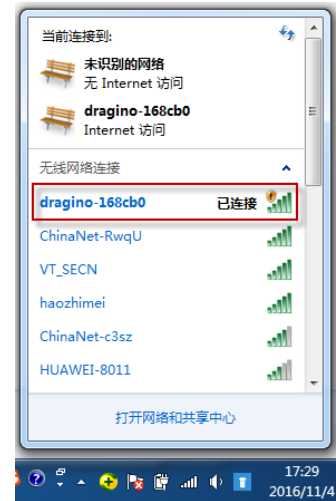 当前连接到:
未识别的网络
无 Internet 访问
dragino-168cb0
Internet 访问
无线网络连接
dragino-168cb0 已连接
ChinaNet-RwqU
VT_SECN
haozhimei
ChinaNet-c3sz
HUAWEI-8011
打开网络和共享中心
17:29
2016/11/4